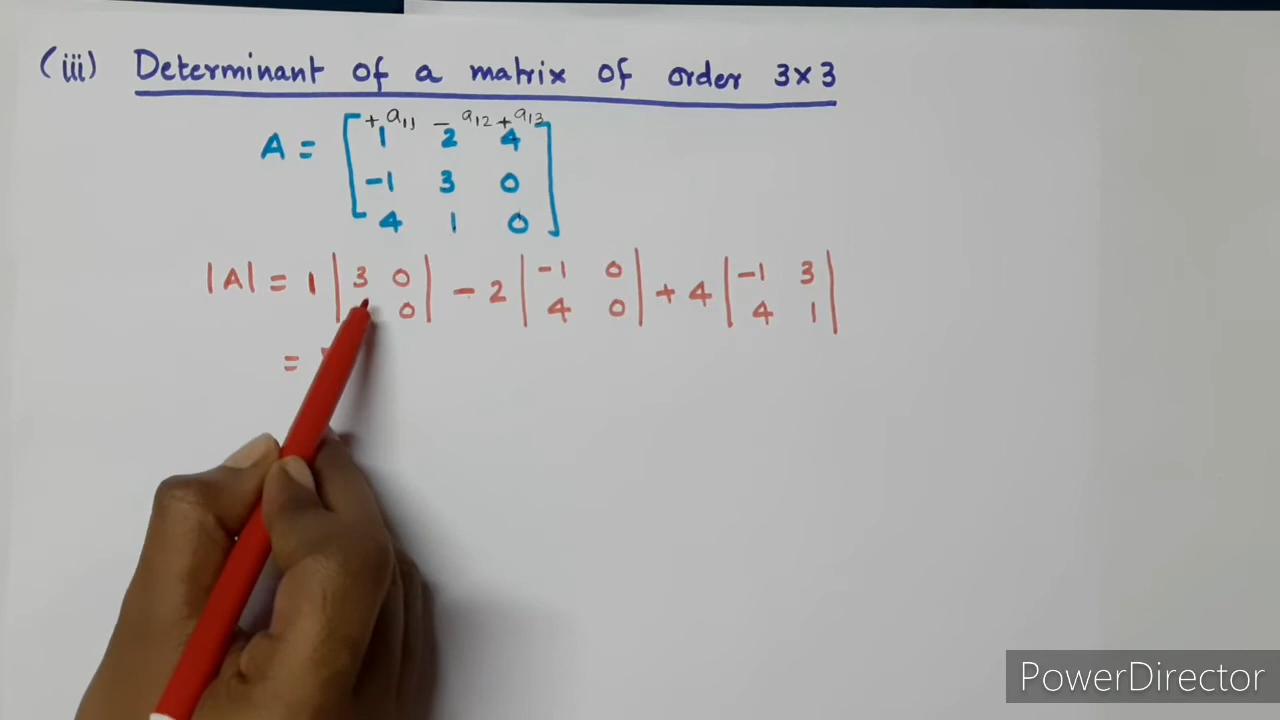 (iii) Determinant of a matrix of order 3×3
+ a11 - a12 + a13
A = [ 1 2 4
-1 3 0
4 1 0 ]
|A| = 1 | 3 0 | - 2 | -1 0 | + 4 | -1 3 |
0 | 4 0 | | 4 1 |
=
PowerDirector